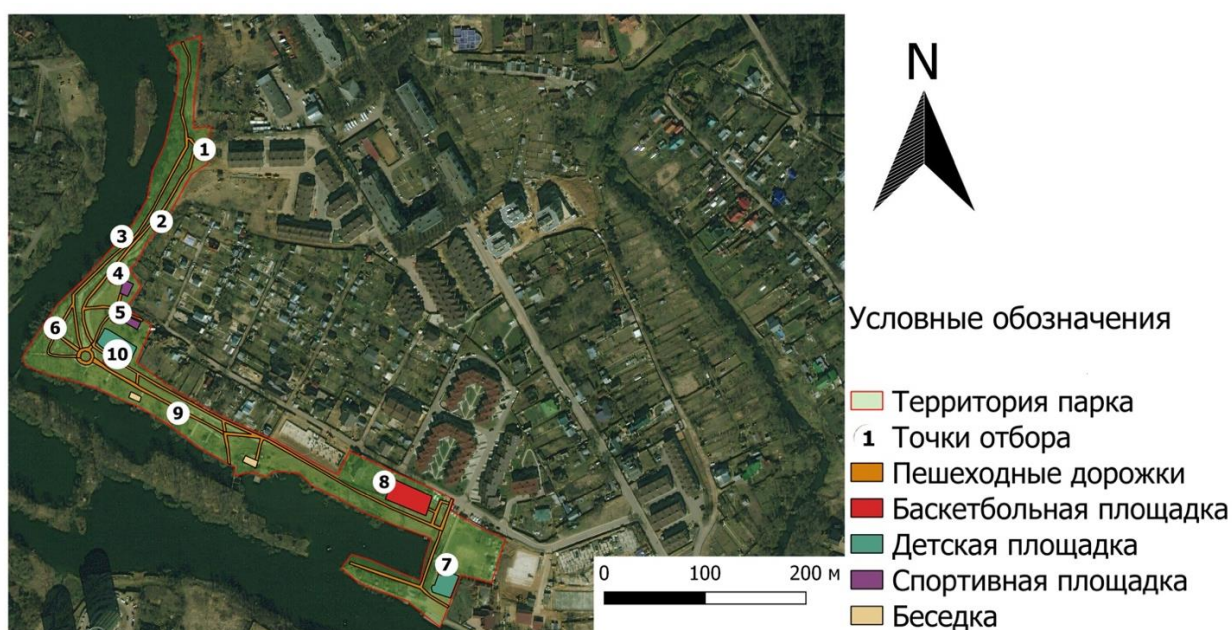 N
1
2
3
4
5
6
10
9
8
7
0 100 200 м
Условные обозначения
Территория парка
1 Точки отбора
Пешеходные дорожки
Баскетбольная площадка
Детская площадка
Спортивная площадка
Беседка